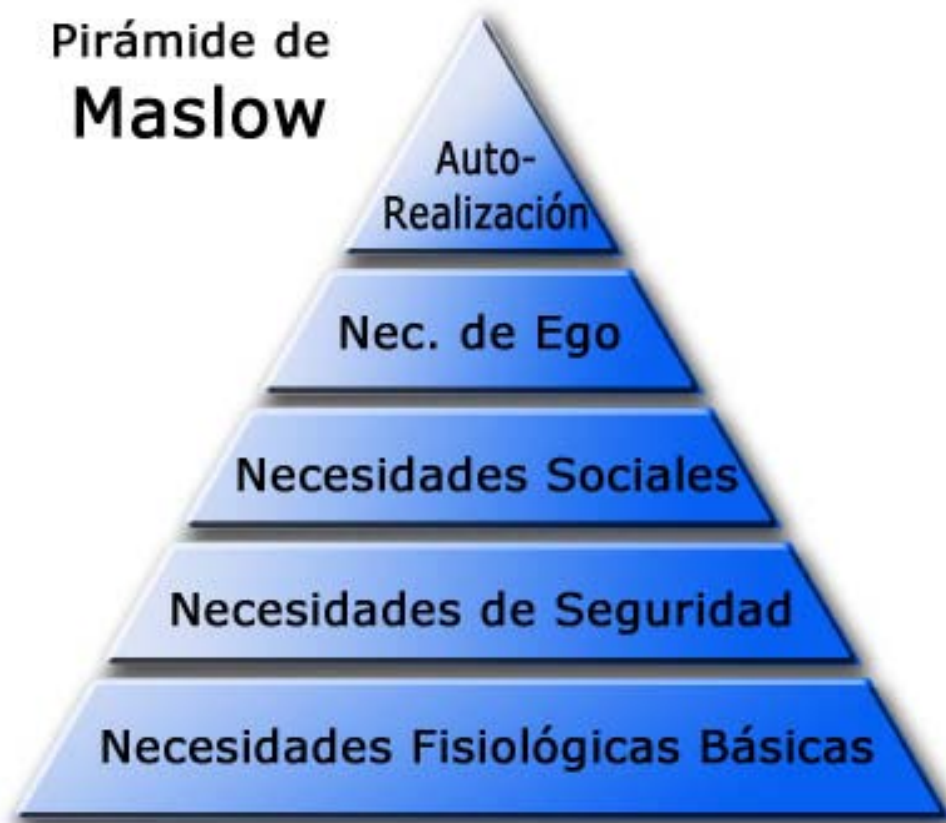 Pirámide de
Maslow
Auto-
Realización
Nec. de Ego
Necesidades Sociales
Necesidades de Seguridad
Necesidades Fisiológicas Básicas